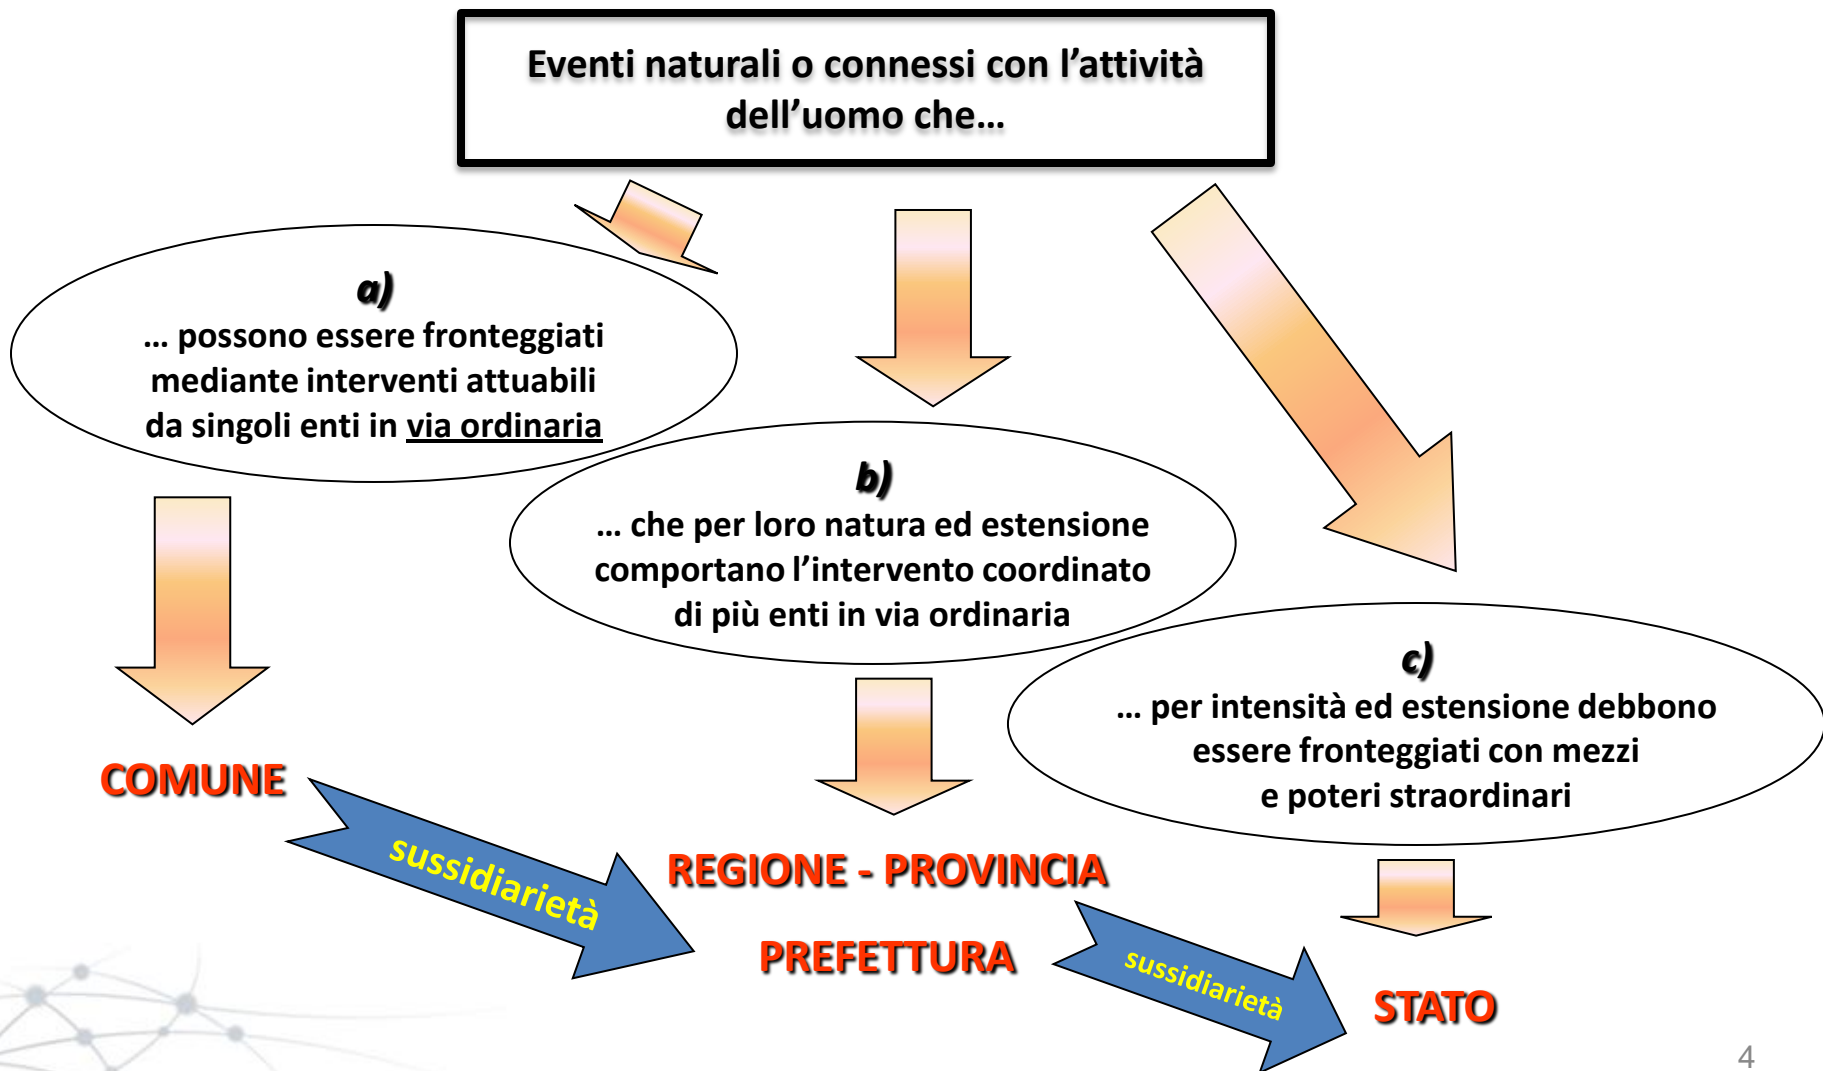 Eventi naturali o connessi con l’attività
dell’uomo che…
a)
… possono essere fronteggiati
mediante interventi attuabili
da singoli enti in via ordinaria
b)
… che per loro natura ed estensione
comportano l’intervento coordinato
di più enti in via ordinaria
c)
… per intensità ed estensione debbono
essere fronteggiati con mezzi
e poteri straordinari
COMUNE
sussidiarietà
REGIONE - PROVINCIA
PREFETTURA
sussidiarietà
STATO
4